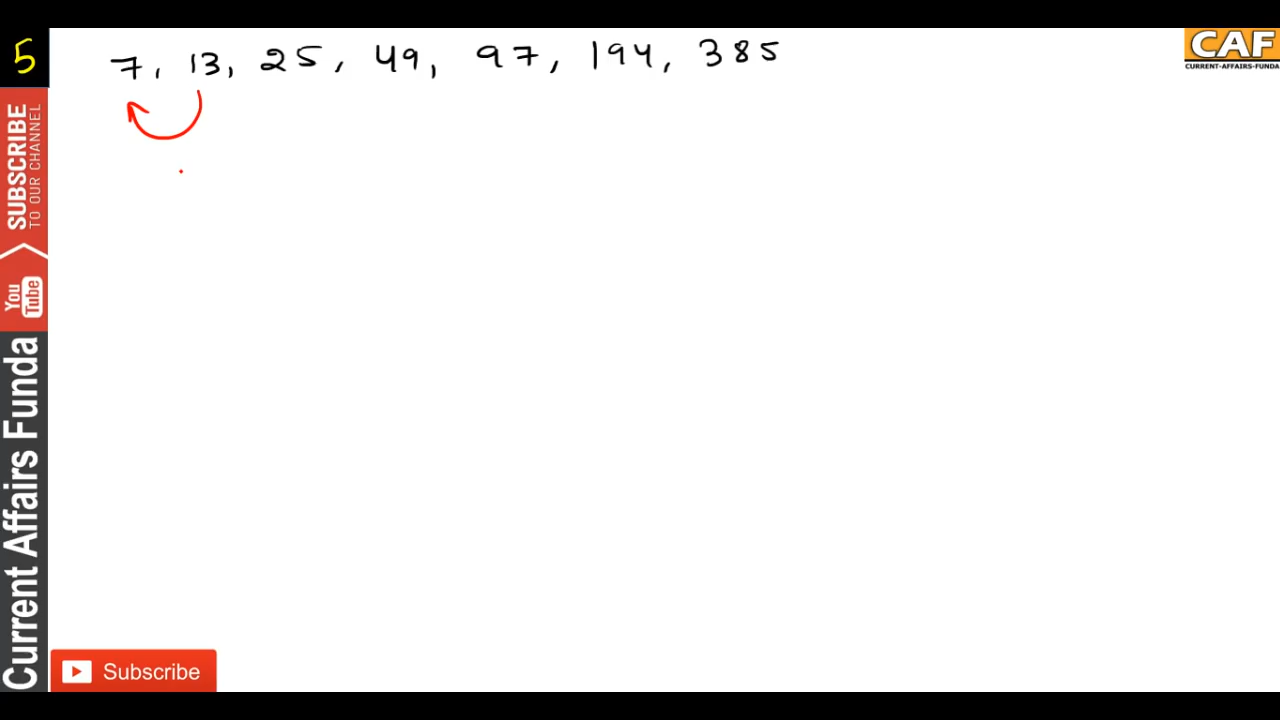 5
7, 13, 25, 49, 97, 194, 385
CAF
CURRENT-AFFAIRS-FUNDA
SUBSCRIBE
TO OUR CHANNEL
You
Tube
Current Affairs Funda
Subscribe